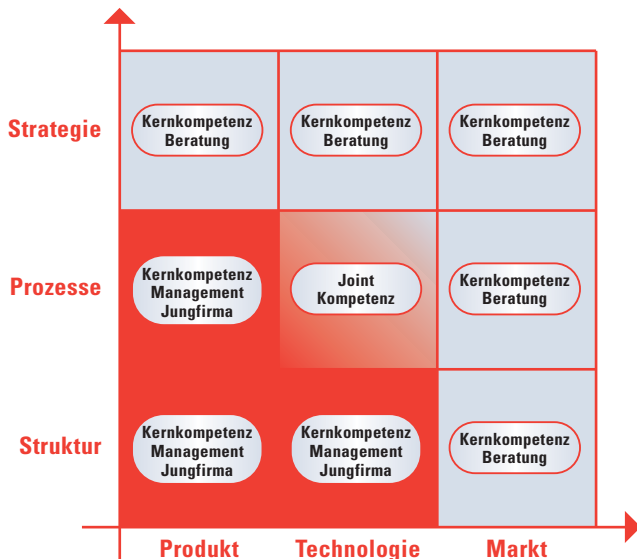 Strategie
Kernkompetenz
Beratung
Kernkompetenz
Beratung
Kernkompetenz
Beratung
Prozesse
Kernkompetenz
Management
Jungfirma
Joint
Kompetenz
Kernkompetenz
Beratung
Struktur
Kernkompetenz
Management
Jungfirma
Kernkompetenz
Management
Jungfirma
Kernkompetenz
Beratung
Produkt
Technologie
Markt